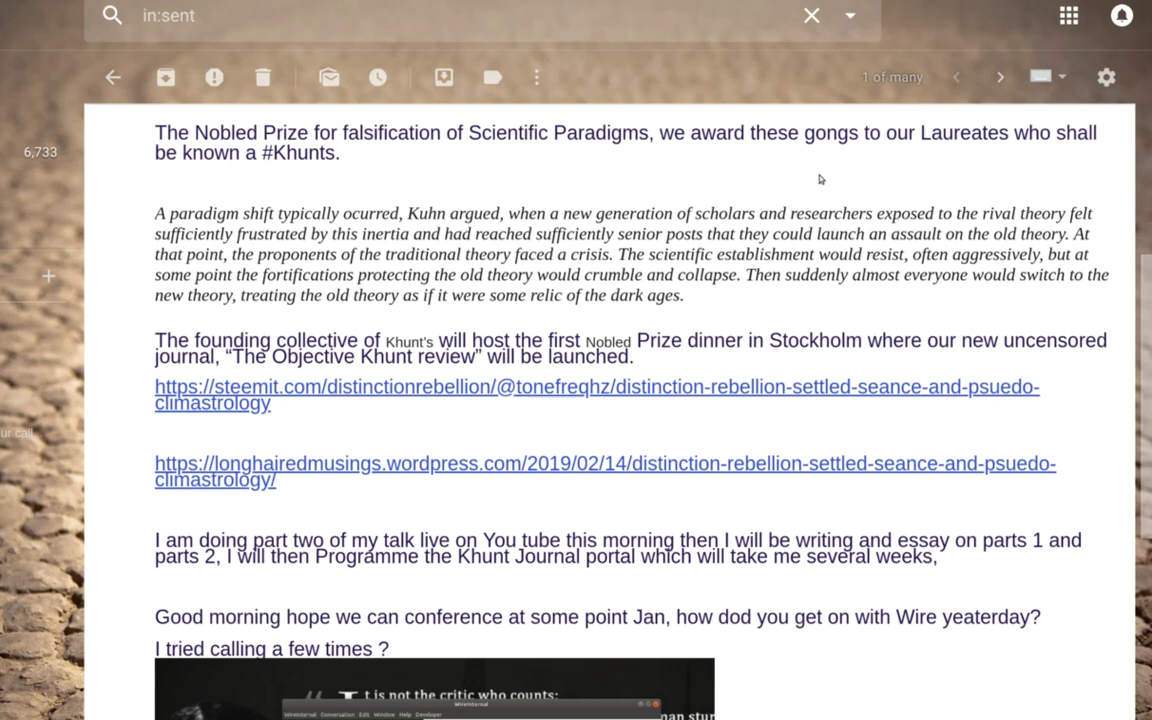 in:sent
1 of many
6,733
The Nobled Prize for falsification of Scientific Paradigms, we award these gongs to our Laureates who shall
be known a #Khunts.
A paradigm shift typically ocurred, Kuhn argued, when a new generation of scholars and researchers exposed to the rival theory felt
sufficiently frustrated by this inertia and had reached sufficiently senior posts that they could launch an assault on the old theory. At
that point, the proponents of the traditional theory faced a crisis. The scientific establishment would resist, often aggressively, but at
some point the fortifications protecting the old theory would crumble and collapse. Then suddenly almost everyone would switch to the
new theory, treating the old theory as if it were some relic of the dark ages.
The founding collective of Khunt's will host the first Nobled Prize dinner in Stockholm where our new uncensored
journal, “The Objective Khunt review” will be launched.
https://steemit.com/distinctionrebellion/@tonefreqhz/distinction-rebellion-settled-seance-and-psuedo-
climastrology
ur call
https://longhairedmusings.wordpress.com/2019/02/14/distinction-rebellion-settled-seance-and-psuedo-
climastrology/
I am doing part two of my talk live on You tube this morning then I will be writing and essay on parts 1 and
parts 2, I will then Programme the Khunt Journal portal which will take me several weeks,
Good morning hope we can conference at some point Jan, how dod you get on with Wire yeaterday?
I tried calling a few times ?
“ It is not the critic who counts:
WireInternal
WireInternal Conversation Edit Window Help Developer
man stu